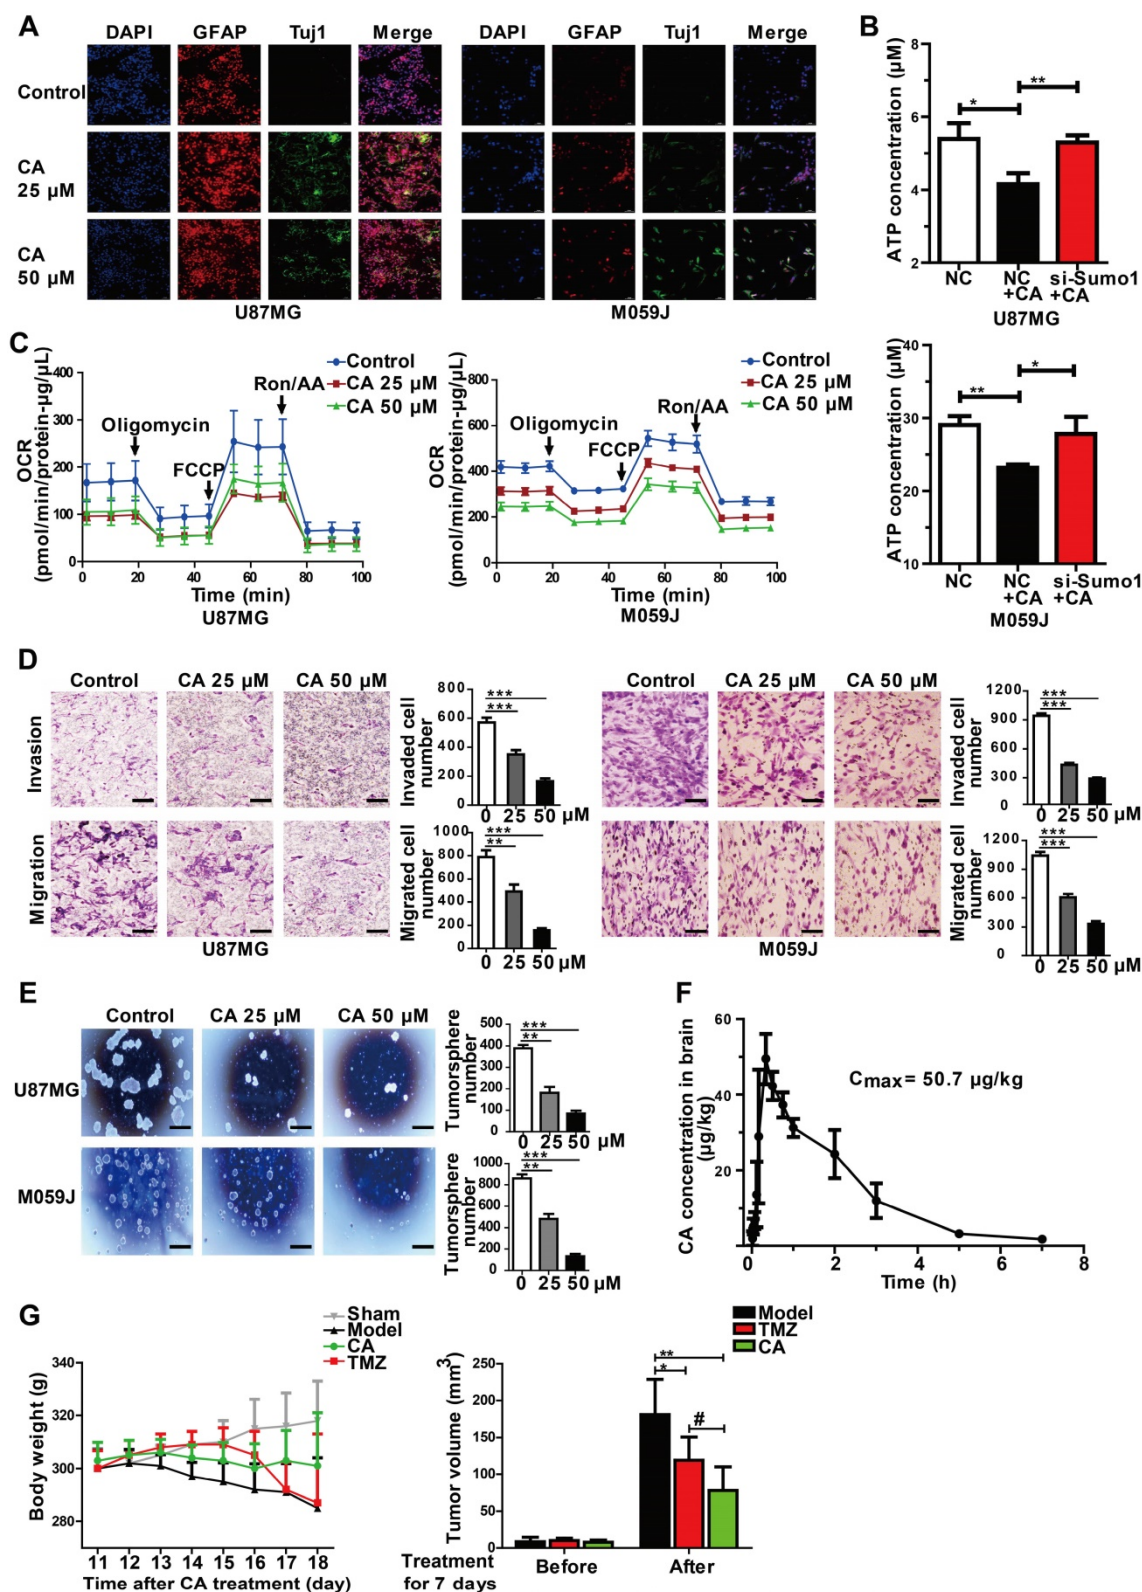 A
DAPI GFAP Tuj1 Merge DAPI GFAP Tuj1 Merge
Control
CA
25 µM
CA
50 µM
U87MG M059J
B
ATP concentration (µM)
8
6
4
2
* **
NC NC +CA si-Sumo1 +CA
U87MG
ATP concentration (µM)
40
30
20
10
** *
NC NC +CA si-Sumo1 +CA
M059J
C
OCR
(pmol/min/protein-µg/µL)
400
300
200
100
0
Control
CA 25 µM
CA 50 µM
Oligomycin
FCCP
Ron/AA
0 20 40 60 80 100
Time (min)
U87MG
OCR
(pmol/min/protein-µg/µL)
800
600
400
200
0
Control
CA 25 µM
CA 50 µM
Oligomycin
FCCP
Ron/AA
0 20 40 60 80 100
Time (min)
M059J
D
Control CA 25 µM CA 50 µM
Invasion
Migration
U87MG
Invaded cell number
800
600
400
200
0
***
***
0 25 50 µM
Migrated cell number
1000
800
600
400
200
0
***
**
0 25 50 µM
Control CA 25 µM CA 50 µM
M059J
Invaded cell number
1200
900
600
300
0
***
***
0 25 50 µM
Migrated cell number
1200
900
600
300
0
***
***
0 25 50 µM
E
Control CA 25 µM CA 50 µM
U87MG
M059J
Tumorsphere number
500
400
300
200
100
0
***
**
0 25 50 µM
Tumorsphere number
1000
800
600
400
200
0
***
**
0 25 50 µM
F
CA concentration in brain
(µg/kg)
60
40
20
0
Cmax= 50.7 µg/kg
0 2 4 6 8
Time (h)
G
Sham
Model
CA
TMZ
Body weight (g)
340
320
300
280
11 12 13 14 15 16 17 18
Time after CA treatment (day)
Model
TMZ
CA
Tumor volume (mm3)
250
200
150
100
50
0
**
*
#
Treatment
for 7 days
Before After